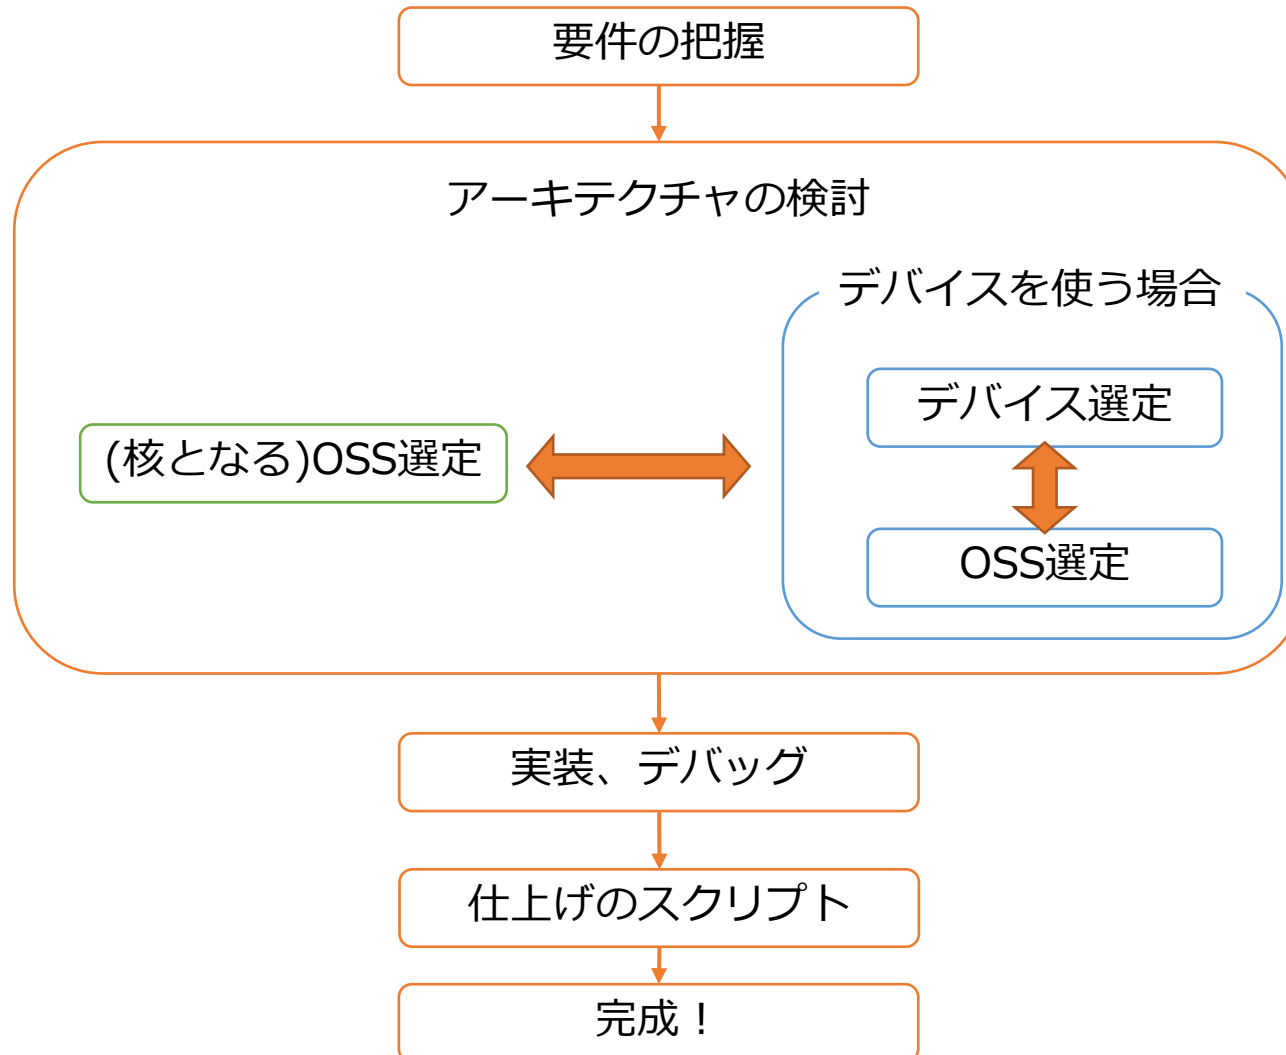 要件の把握
アーキテクチャの検討
デバイスを使う場合
デバイス選定
(核となる)OSS選定
OSS選定
実装、デバッグ
仕上げのスクリプト
完成！